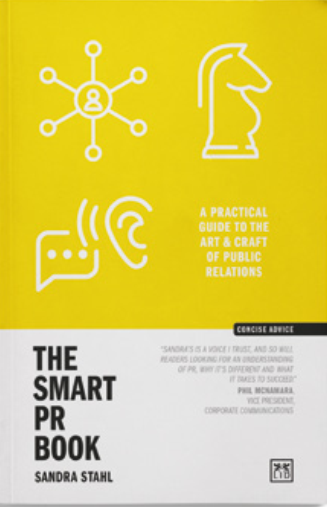 A PRACTICAL
GUIDE TO THE
ART & CRAFT
OF PUBLIC
RELATIONS
CONCISE ADVICE
THE
SMART
PR
BOOK
SANDRA STAHL
"SANDRA'S IS A VOICE I TRUST, AND SO WILL
READERS LOOKING FOR AN UNDERSTANDING
OF PR, WHY IT'S DIFFERENT AND WHAT
IT TAKES TO SUCCEED"
PHIL MCNAMARA,
VICE PRESIDENT,
CORPORATE COMMUNICATIONS
LID